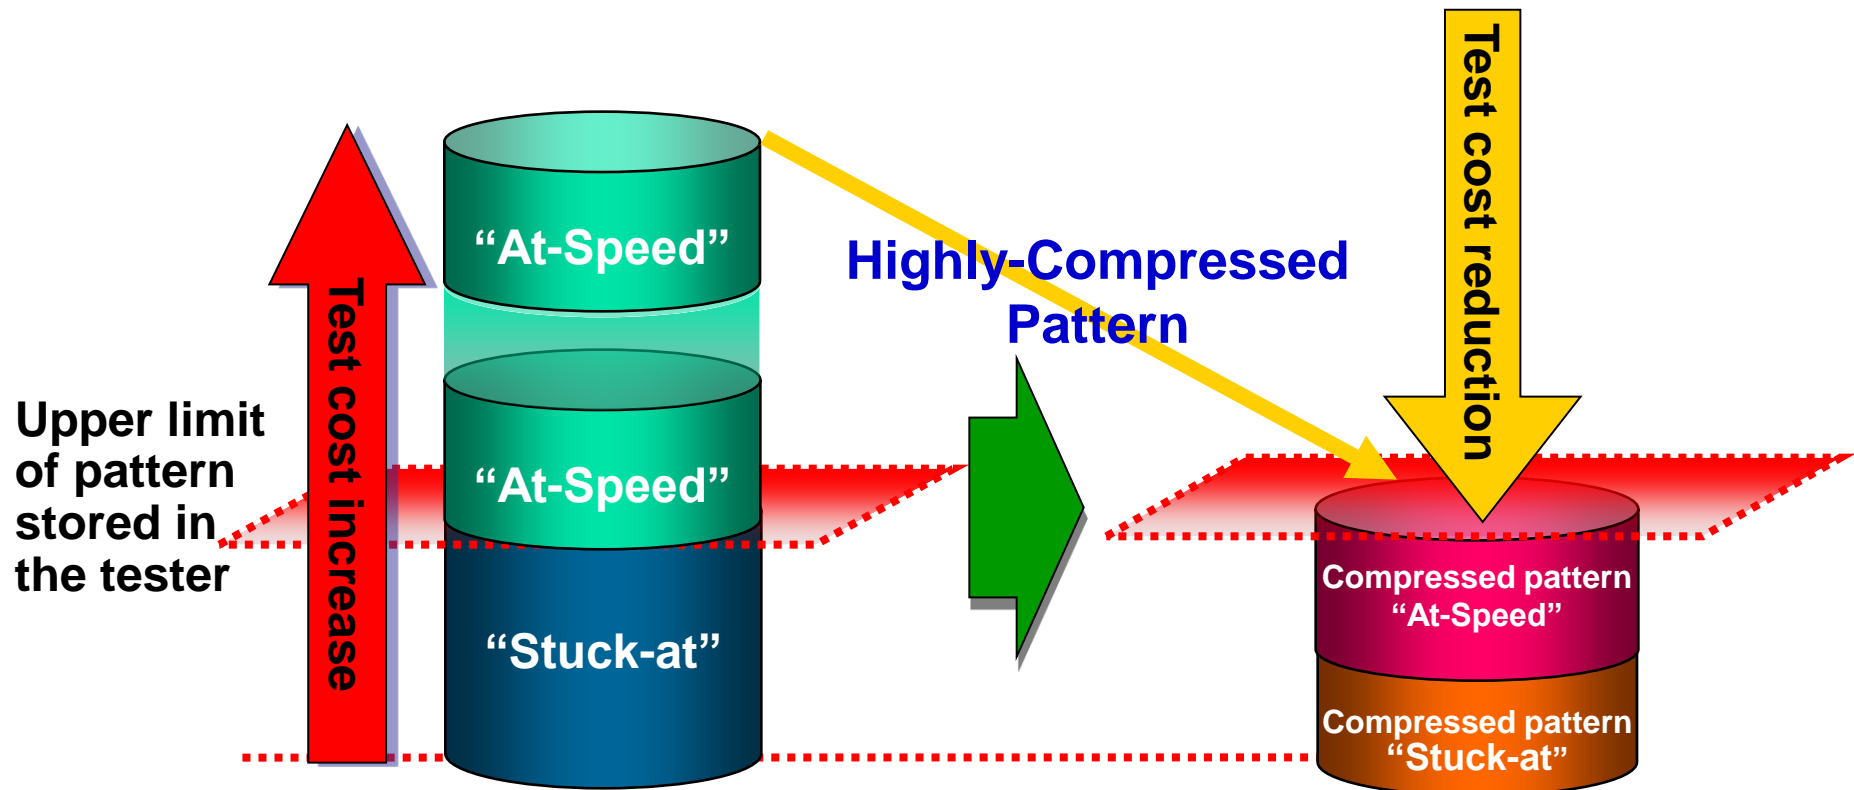 Upper limit
of pattern
stored in
the tester
Test cost increase
“At-Speed”
“At-Speed”
“Stuck-at”
Highly-Compressed
Pattern
Test cost reduction
Compressed pattern
“At-Speed”
Compressed pattern
“Stuck-at”